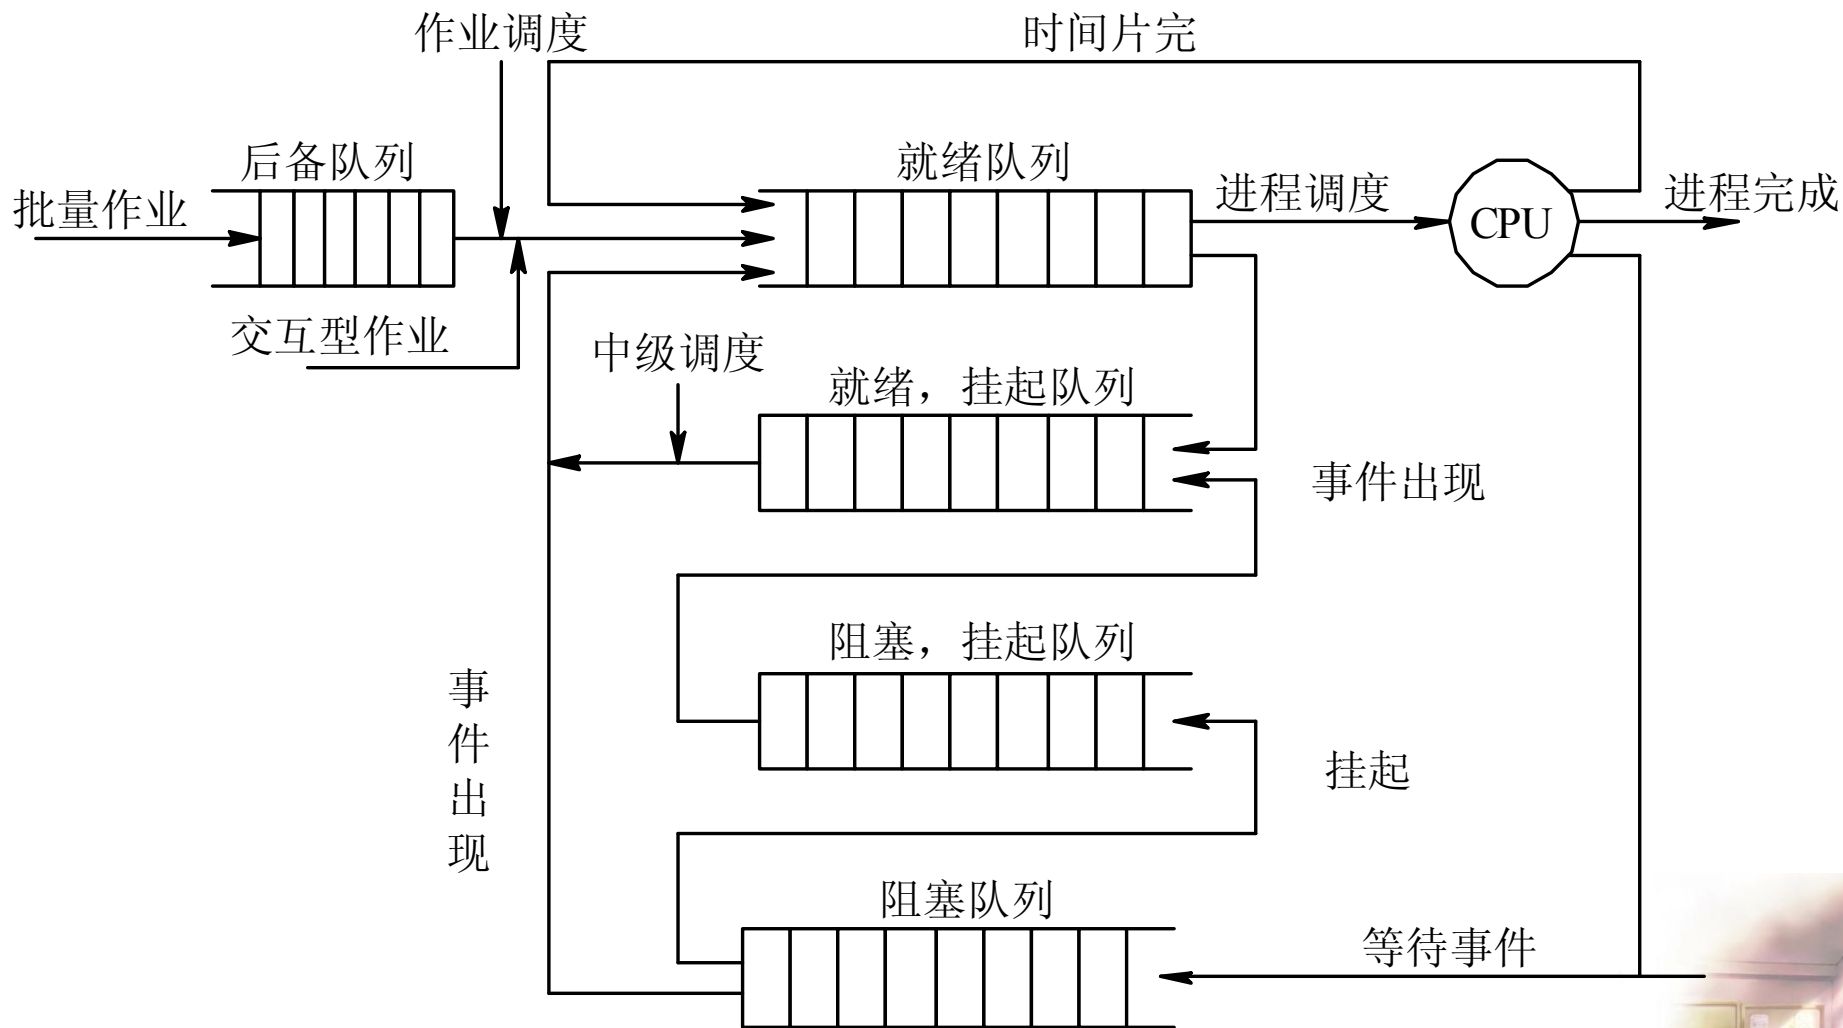 作业调度
时间片完
后备队列
就绪队列
批量作业
进程调度
CPU
进程完成
交互型作业
中级调度
就绪，挂起队列
事件出现
阻塞，挂起队列
事件出现
挂起
阻塞队列
等待事件